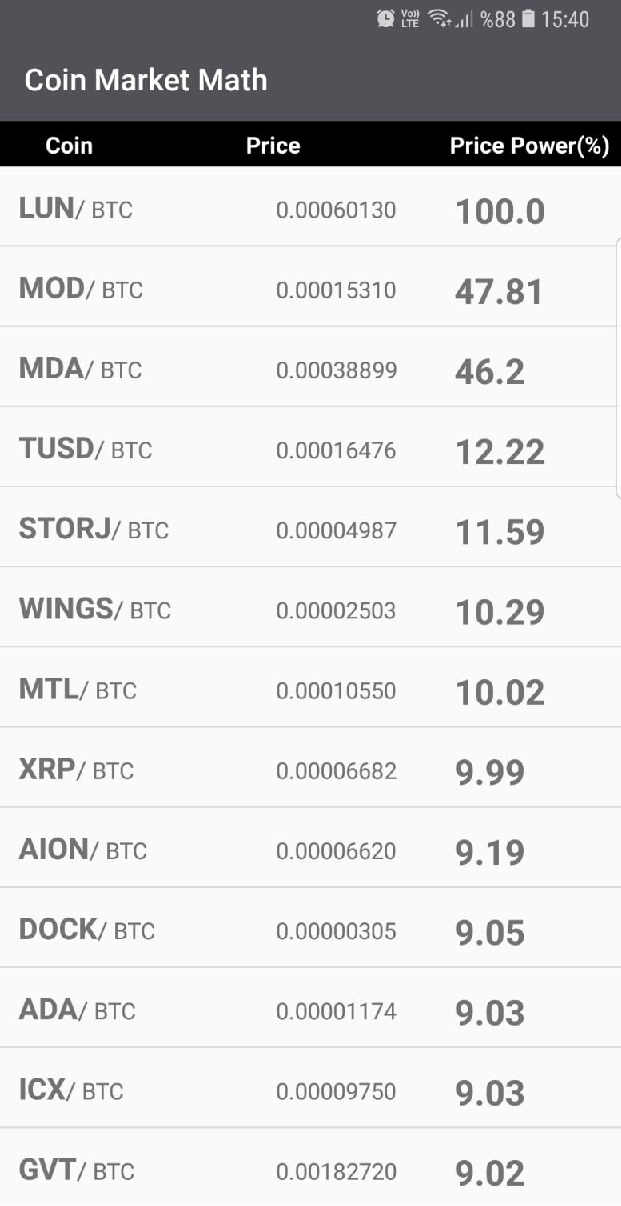 Vo)) LTE %88 15:40
Coin Market Math
Coin Price Price Power(%)
LUN/ BTC 0.00060130 100.0
MOD/ BTC 0.00015310 47.81
MDA/ BTC 0.00038899 46.2
TUSD/ BTC 0.00016476 12.22
STORJ/ BTC 0.00004987 11.59
WINGS/ BTC 0.00002503 10.29
MTL/ BTC 0.00010550 10.02
XRP/ BTC 0.00006682 9.99
AION/ BTC 0.00006620 9.19
DOCK/ BTC 0.00000305 9.05
ADA/ BTC 0.00001174 9.03
ICX/ BTC 0.00009750 9.03
GVT/ BTC 0.00182720 9.02